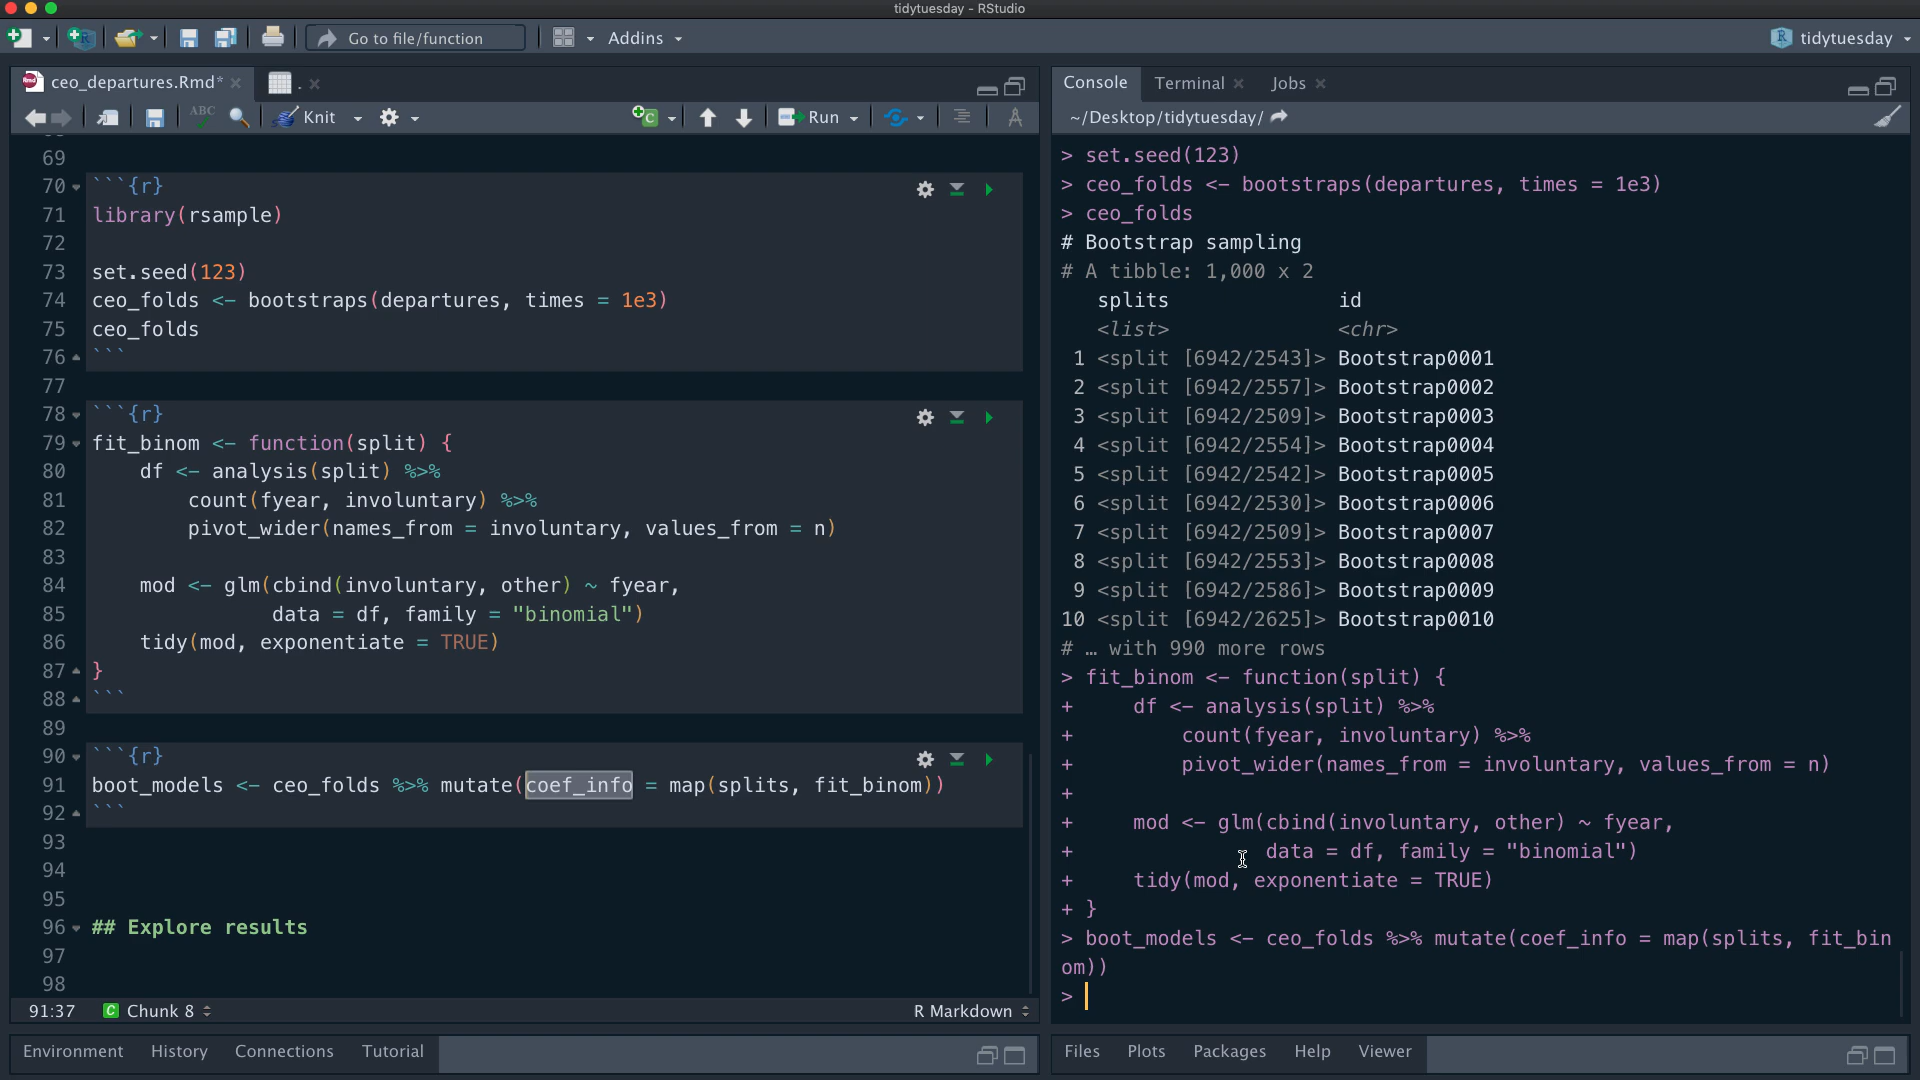 tidytuesday - RStudio
Go to file/function
Addins
tidytuesday
ceo_departures.Rmd*
.
ABC
Knit
Run
69
70 ```{r}
71 library(rsample)
72
73 set.seed(123)
74 ceo_folds <- bootstraps(departures, times = 1e3)
75 ceo_folds
76 ```
77
78 ```{r}
79 fit_binom <- function(split) {
80     df <- analysis(split) %>%
81         count(fyear, involuntary) %>%
82         pivot_wider(names_from = involuntary, values_from = n)
83
84     mod <- glm(cbind(involuntary, other) ~ fyear,
85                data = df, family = "binomial")
86     tidy(mod, exponentiate = TRUE)
87 }
88 ```
89
90 ```{r}
91 boot_models <- ceo_folds %>% mutate(coef_info = map(splits, fit_binom))
92 ```
93
94
95
96 ## Explore results
97
98
91:37
C Chunk 8
R Markdown
Environment
History
Connections
Tutorial
Console
Terminal
Jobs
~/Desktop/tidytuesday/
> set.seed(123)
> ceo_folds <- bootstraps(departures, times = 1e3)
> ceo_folds
# Bootstrap sampling
# A tibble: 1,000 x 2
   splits              id
   <list>              <chr>
 1 <split [6942/2543]> Bootstrap0001
 2 <split [6942/2557]> Bootstrap0002
 3 <split [6942/2509]> Bootstrap0003
 4 <split [6942/2554]> Bootstrap0004
 5 <split [6942/2542]> Bootstrap0005
 6 <split [6942/2530]> Bootstrap0006
 7 <split [6942/2509]> Bootstrap0007
 8 <split [6942/2553]> Bootstrap0008
 9 <split [6942/2586]> Bootstrap0009
10 <split [6942/2625]> Bootstrap0010
# … with 990 more rows
> fit_binom <- function(split) {
+     df <- analysis(split) %>%
+         count(fyear, involuntary) %>%
+         pivot_wider(names_from = involuntary, values_from = n)
+
+     mod <- glm(cbind(involuntary, other) ~ fyear,
+                data = df, family = "binomial")
+     tidy(mod, exponentiate = TRUE)
+ }
> boot_models <- ceo_folds %>% mutate(coef_info = map(splits, fit_bin
om))
>
Files
Plots
Packages
Help
Viewer